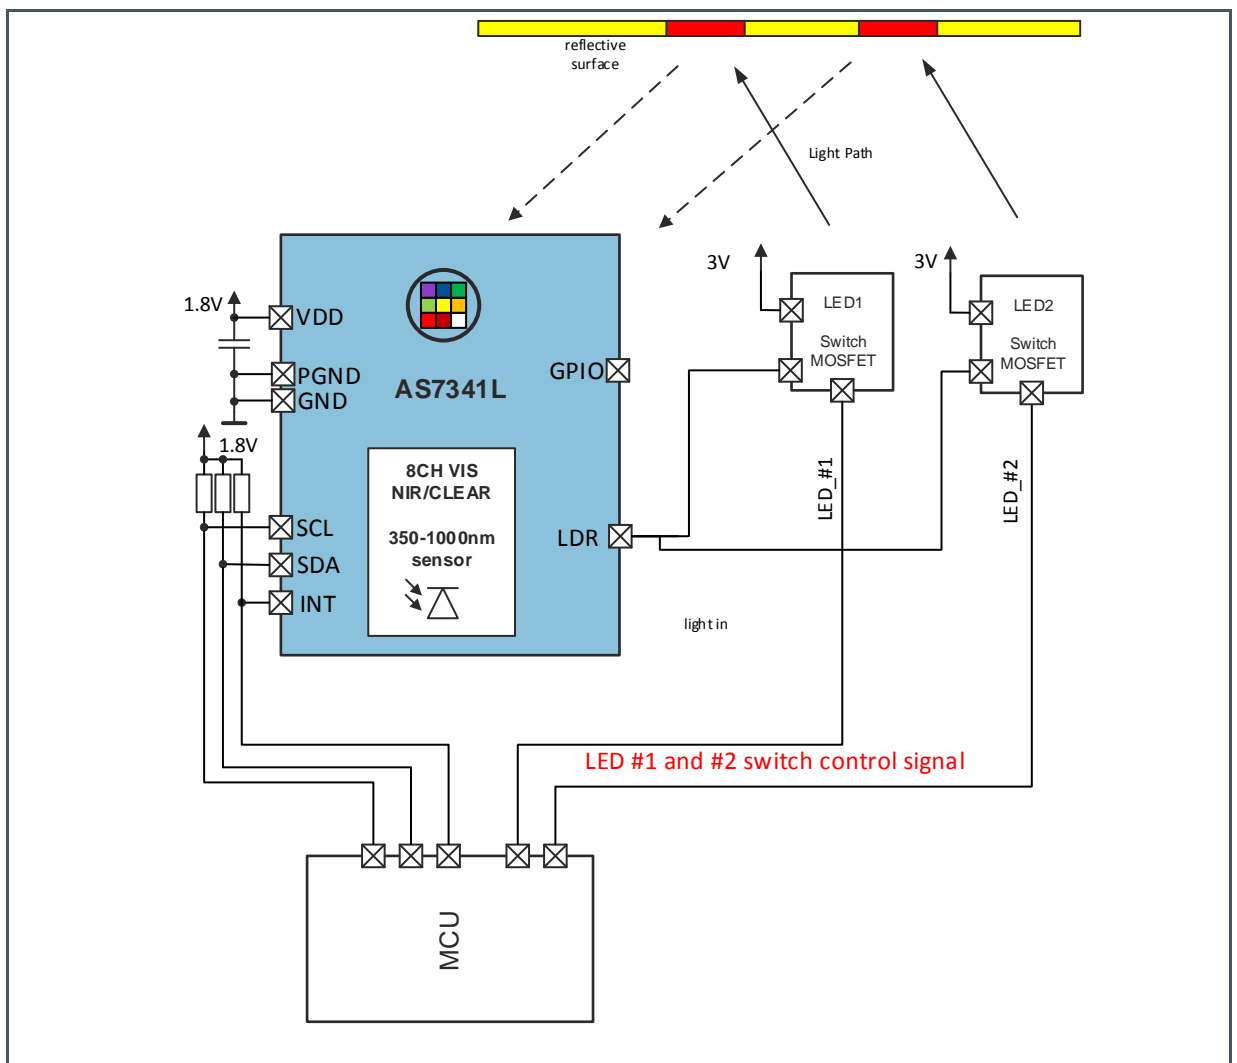 reflective
surface
Light Path
3V
3V
LED1
Switch
MOSFET
LED2
Switch
MOSFET
1.8V
VDD
PGND
GND
GPIO
AS7341L
1.8V
8CH VIS
NIR/CLEAR
350-1000nm
sensor
SCL
SDA
INT
LDR
LED_#1
LED_#2
light in
LED #1 and #2 switch control signal
MCU